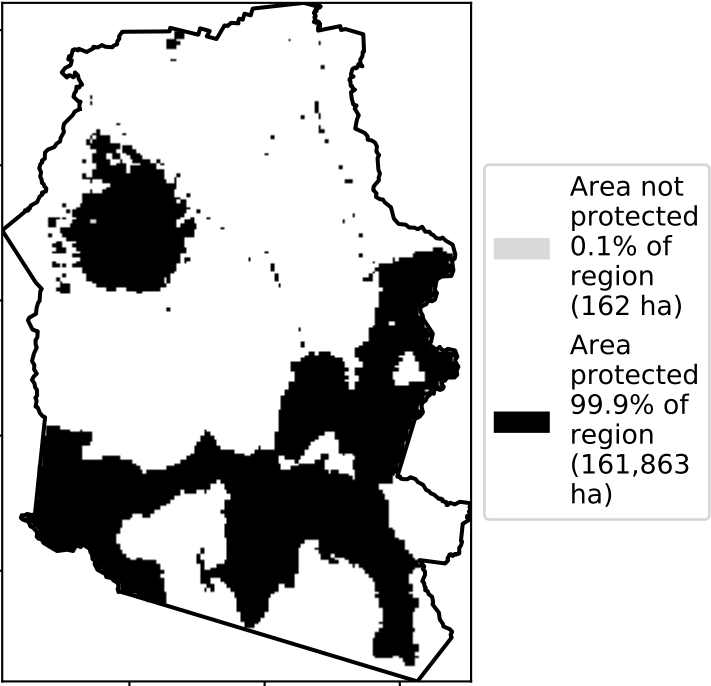 Area not
protected
0.1% of
region
(162 ha)
Area
protected
99.9% of
region
(161,863
ha)